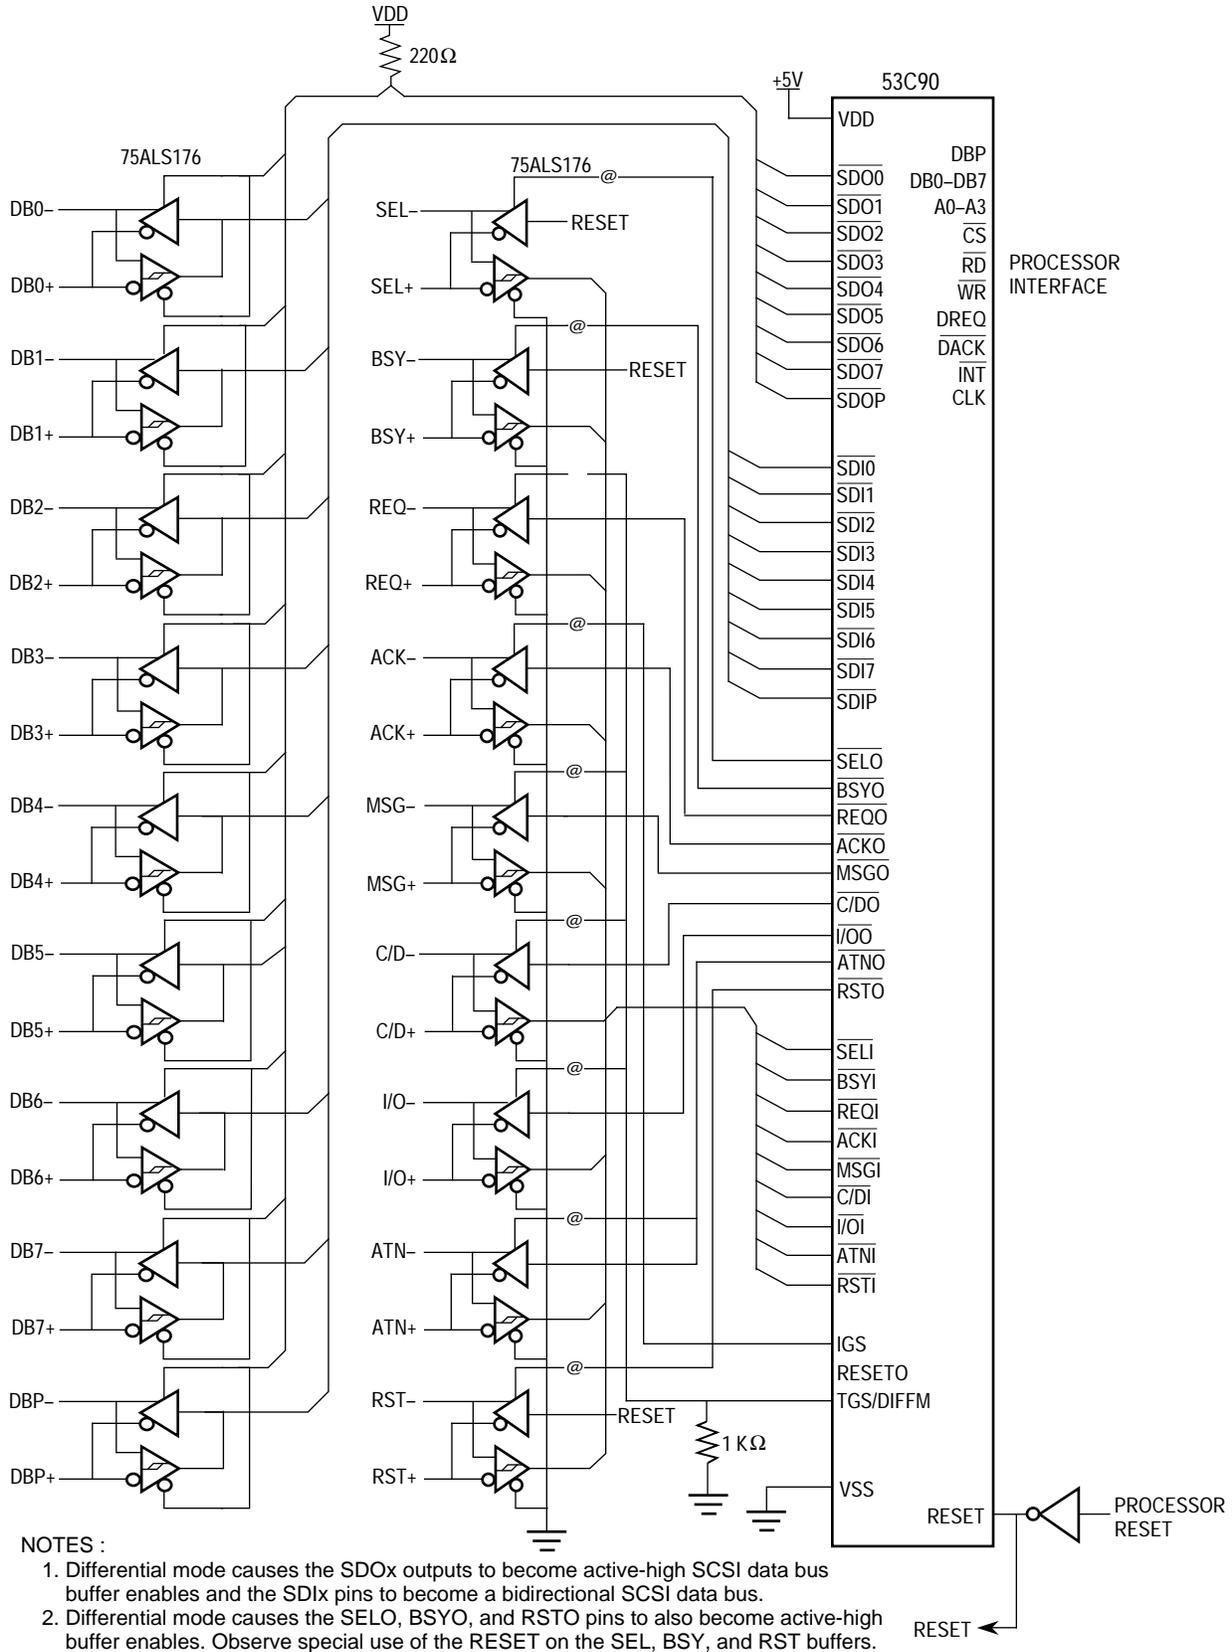 VDD
220Ω
+5V
53C90
VDD
75ALS176
75ALS176
@
DBP
DB0–DB7
A0–A3
CS
RD
WR
DREQ
DACK
INT
CLK
PROCESSOR
INTERFACE
SDO0
SDO1
SDO2
SDO3
SDO4
SDO5
SDO6
SDO7
SDOP
SDI0
SDI1
SDI2
SDI3
SDI4
SDI5
SDI6
SDI7
SDIP
SELO
BSYO
REQO
ACKO
MSGO
C/DO
I/OO
ATNO
RSTO
SELI
BSYI
REQI
ACKI
MSGI
C/DI
I/OI
ATNI
RSTI
IGS
RESETO
TGS/DIFFM
VSS
RESET
PROCESSOR
RESET
RESET
DB0–
DB0+
DB1–
DB1+
DB2–
DB2+
DB3–
DB3+
DB4–
DB4+
DB5–
DB5+
DB6–
DB6+
DB7–
DB7+
DBP–
DBP+
SEL–
RESET
SEL+
@
BSY–
RESET
BSY+
REQ–
REQ+
@
ACK–
ACK+
@
MSG–
MSG+
@
C/D–
C/D+
@
I/O–
I/O+
@
ATN–
ATN+
@
RST–
RESET
RST+
1 KΩ
NOTES :
1. Differential mode causes the SDOx outputs to become active-high SCSI data bus
buffer enables and the SDIx pins to become a bidirectional SCSI data bus.
2. Differential mode causes the SELO, BSYO, and RSTO pins to also become active-high
buffer enables. Observe special use of the RESET on the SEL, BSY, and RST buffers.